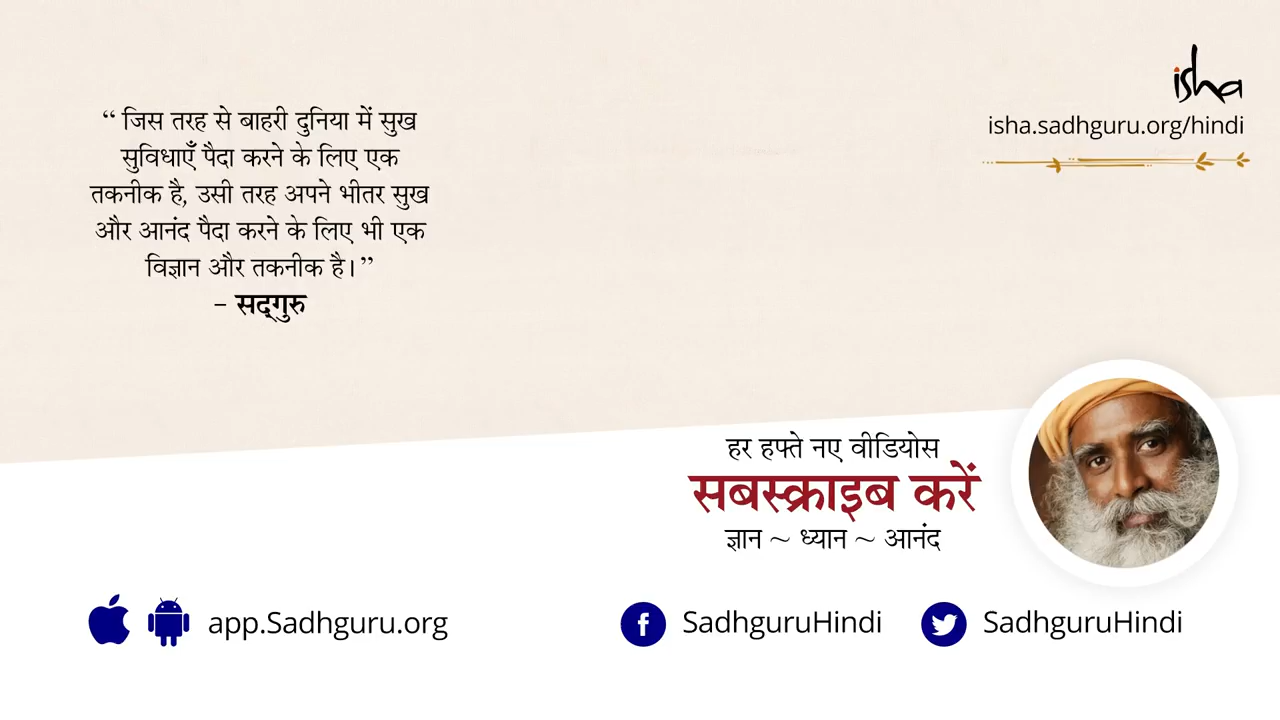 “ जिस तरह से बाहरी दुनिया में सुख
सुविधाएँ पैदा करने के लिए एक
तकनीक है, उसी तरह अपने भीतर सुख
और आनंद पैदा करने के लिए भी एक
विज्ञान और तकनीक है। ”
– सद्गुरु
isha
isha.sadhguru.org/hindi
हर हफ्ते नए वीडियोस
सबस्क्राइब करें
ज्ञान ~ ध्यान ~ आनंद
app.Sadhguru.org
SadhguruHindi
SadhguruHindi